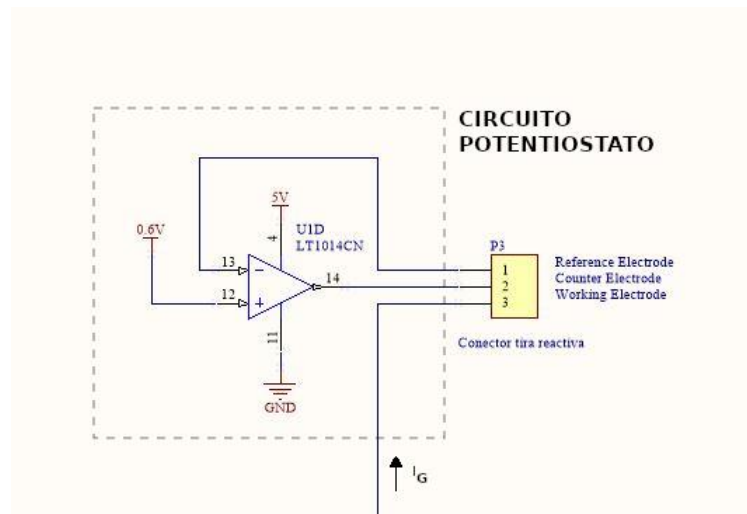 CIRCUITO
POTENTIOSTATO
5V
0.6V
4
U1D
LT1014CN
13
12
14
11
GND
P3
1
2
3
Reference Electrode
Counter Electrode
Working Electrode
Conector tira reactiva
IG